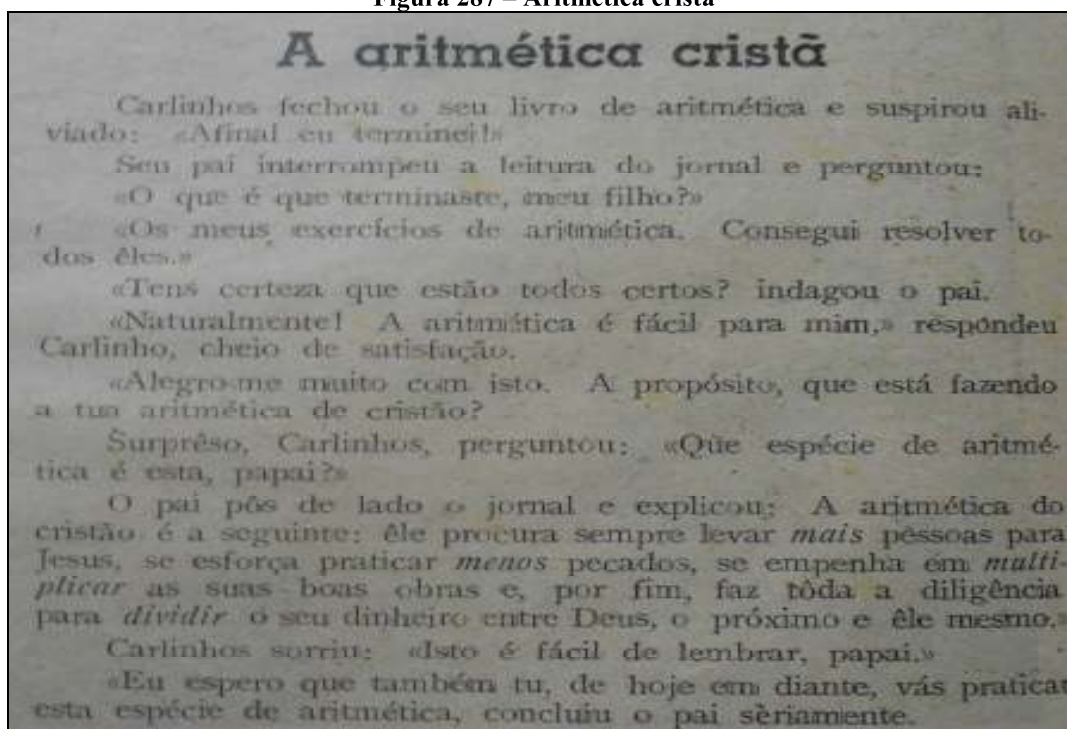 Figura 287 – Aritmética cristã
A aritmética cristã
Carlinhos fechou o seu livro de aritmética e suspirou ali-
viado: «Afinal eu terminei!»
Seu pai interrompeu a leitura do jornal e perguntou:
«O que é que terminaste, meu filho?»
«Os meus exercícios de aritmética. Consegui resolver to-
dos êles.»
«Tens certeza que estão todos certos? indagou o pai.
«Naturalmente! A aritmética é fácil para mim,» respondeu
Carlinho, cheio de satisfação.
«Alegro-me muito com isto. A propósito, que está fazendo
a tua aritmética de cristão?
Surprêso, Carlinhos, perguntou: «Que espécie de aritmé-
tica é esta, papai?»
O pai pôs de lado o jornal e explicou: A aritmética do
cristão é a seguinte: êle procura sempre levar mais pessoas para
Jesus, se esforça praticar menos pecados, se empenha em multi-
plicar as suas boas obras e, por fim, faz tôda a diligência
para dividir o seu dinheiro entre Deus, o próximo e êle mesmo.»
Carlinhos sorriu: «Isto é fácil de lembrar, papai.»
«Eu espero que também tu, de hoje em diante, vás praticar
esta espécie de aritmética, concluiu o pai sèriamente.